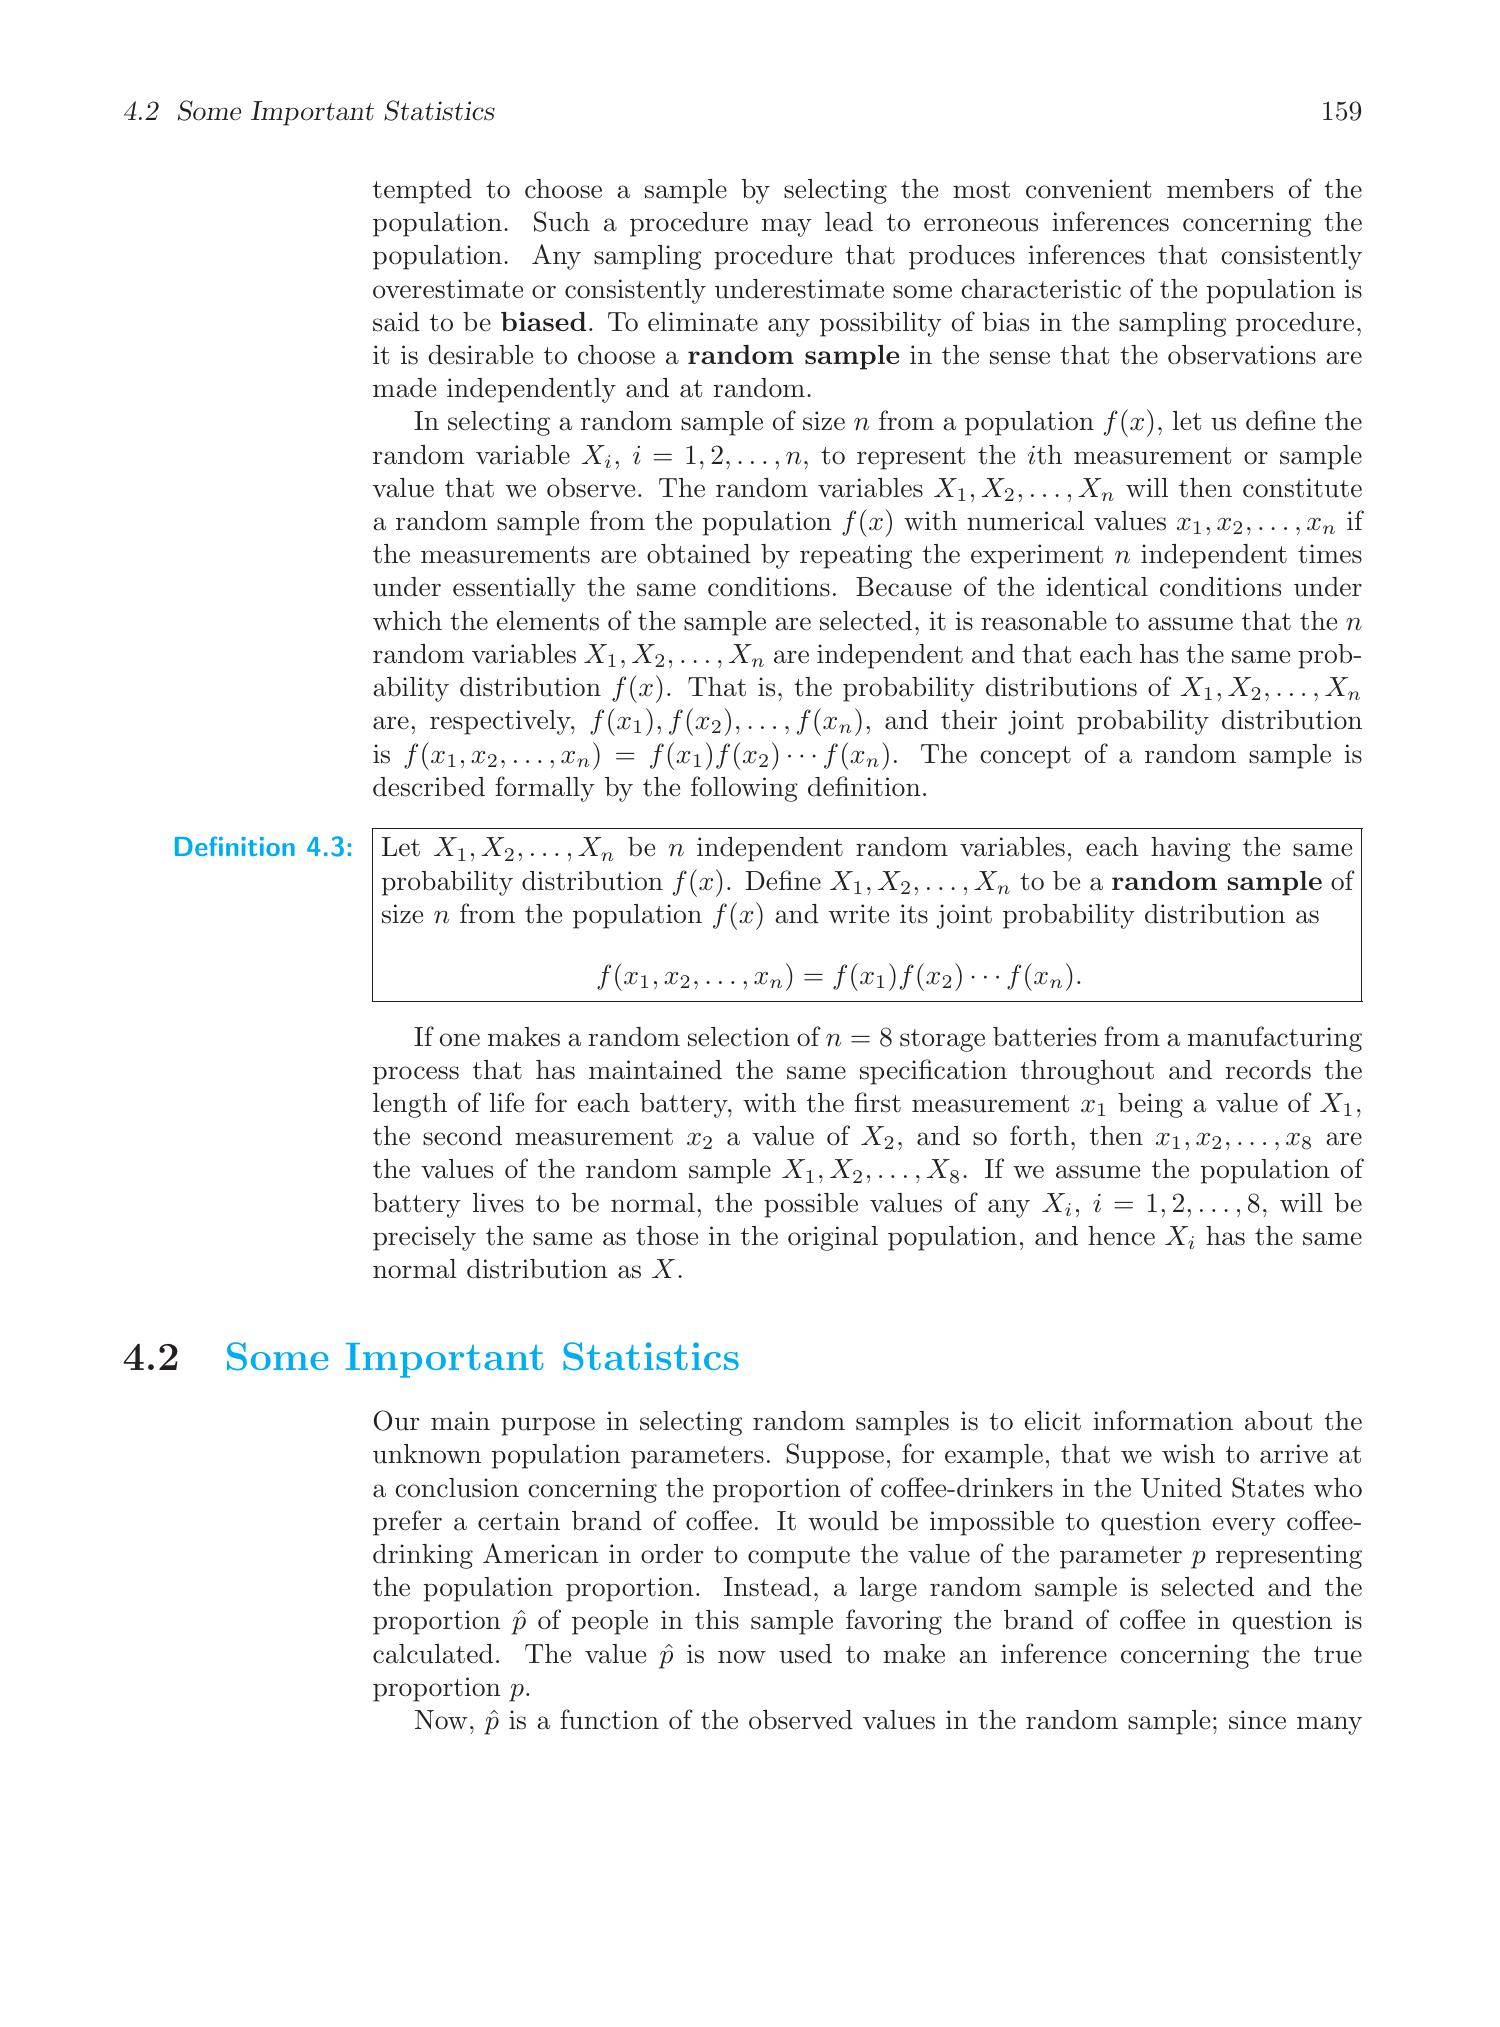 4.2 Some Important Statistics 159
tempted to choose a sample by selecting the most convenient members of the
population. Such a procedure may lead to erroneous inferences concerning the
population. Any sampling procedure that produces inferences that consistently
overestimate or consistently underestimate some characteristic of the population is
said to be biased. To eliminate any possibility of bias in the sampling procedure,
it is desirable to choose a random sample in the sense that the observations are
made independently and at random.
In selecting a random sample of size n from a population f(x), let us define the
random variable X_i, i = 1, 2, . . . , n, to represent the ith measurement or sample
value that we observe. The random variables X_1, X_2, . . . , X_n will then constitute
a random sample from the population f(x) with numerical values x_1, x_2, . . . , x_n if
the measurements are obtained by repeating the experiment n independent times
under essentially the same conditions. Because of the identical conditions under
which the elements of the sample are selected, it is reasonable to assume that the n
random variables X_1, X_2, . . . , X_n are independent and that each has the same prob-
ability distribution f(x). That is, the probability distributions of X_1, X_2, . . . , X_n
are, respectively, f(x_1), f(x_2), . . . , f(x_n), and their joint probability distribution
is f(x_1, x_2, . . . , x_n) = f(x_1)f(x_2) · · · f(x_n). The concept of a random sample is
described formally by the following definition.
Definition 4.3: Let X_1, X_2, . . . , X_n be n independent random variables, each having the same
probability distribution f(x). Define X_1, X_2, . . . , X_n to be a random sample of
size n from the population f(x) and write its joint probability distribution as
f(x_1, x_2, . . . , x_n) = f(x_1)f(x_2) · · · f(x_n).
If one makes a random selection of n = 8 storage batteries from a manufacturing
process that has maintained the same specification throughout and records the
length of life for each battery, with the first measurement x_1 being a value of X_1,
the second measurement x_2 a value of X_2, and so forth, then x_1, x_2, . . . , x_8 are
the values of the random sample X_1, X_2, . . . , X_8. If we assume the population of
battery lives to be normal, the possible values of any X_i, i = 1, 2, . . . , 8, will be
precisely the same as those in the original population, and hence X_i has the same
normal distribution as X.
4.2 Some Important Statistics
Our main purpose in selecting random samples is to elicit information about the
unknown population parameters. Suppose, for example, that we wish to arrive at
a conclusion concerning the proportion of coffee-drinkers in the United States who
prefer a certain brand of coffee. It would be impossible to question every coffee-
drinking American in order to compute the value of the parameter p representing
the population proportion. Instead, a large random sample is selected and the
proportion p̂ of people in this sample favoring the brand of coffee in question is
calculated. The value p̂ is now used to make an inference concerning the true
proportion p.
Now, p̂ is a function of the observed values in the random sample; since many